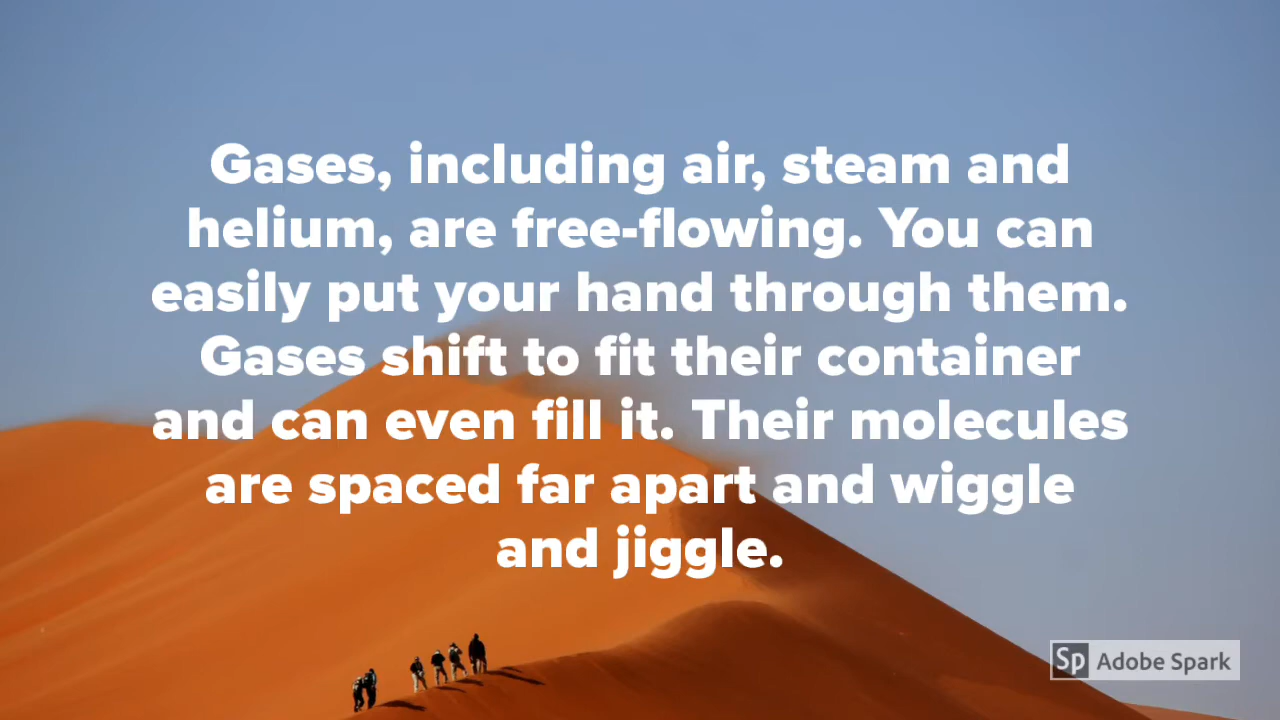 Gases, including air, steam and
helium, are free-flowing. You can
easily put your hand through them.
Gases shift to fit their container
and can even fill it. Their molecules
are spaced far apart and wiggle
and jiggle.
Sp Adobe Spark